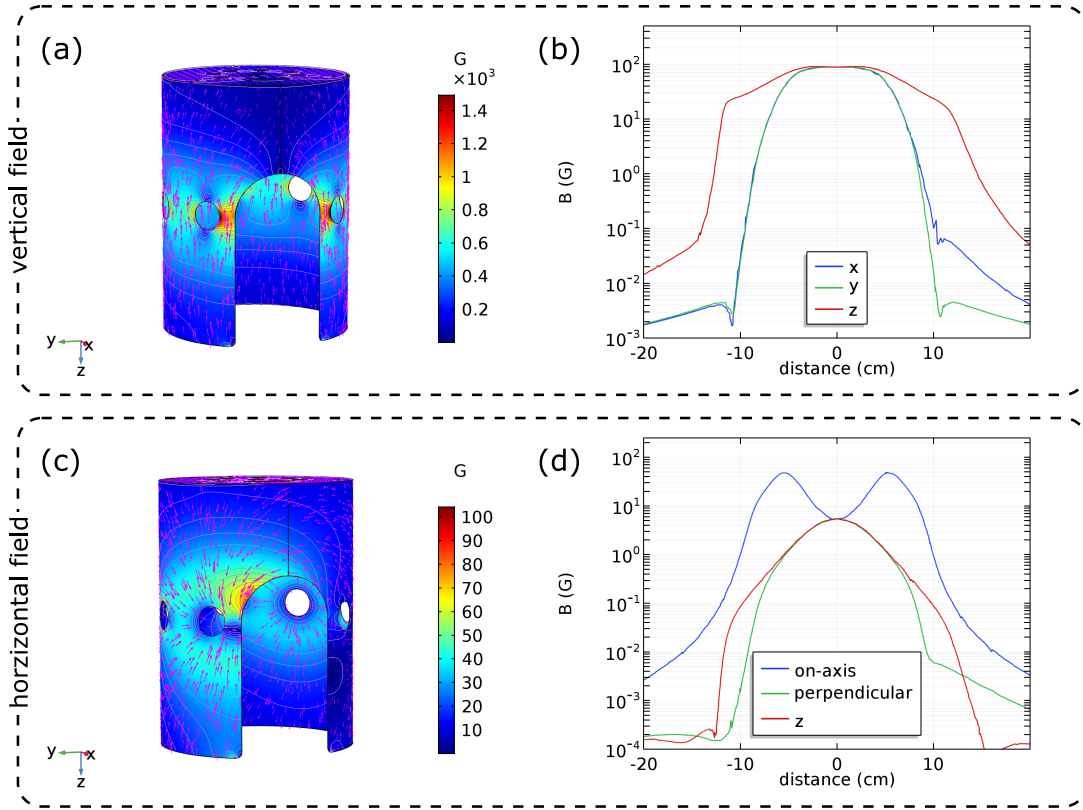 vertical field
(a)
G
×10³
1.4
1.2
1
0.8
0.6
0.4
0.2
y
x
z
(b)
B (G)
10²
10¹
10⁰
10⁻¹
10⁻²
10⁻³
-20
-10
0
10
distance (cm)
x
y
z
horzizontal field
(c)
G
100
90
80
70
60
50
40
30
20
10
y
x
z
(d)
B (G)
10²
10¹
10⁰
10⁻¹
10⁻²
10⁻³
10⁻⁴
-20
-10
0
10
distance (cm)
on-axis
perpendicular
z